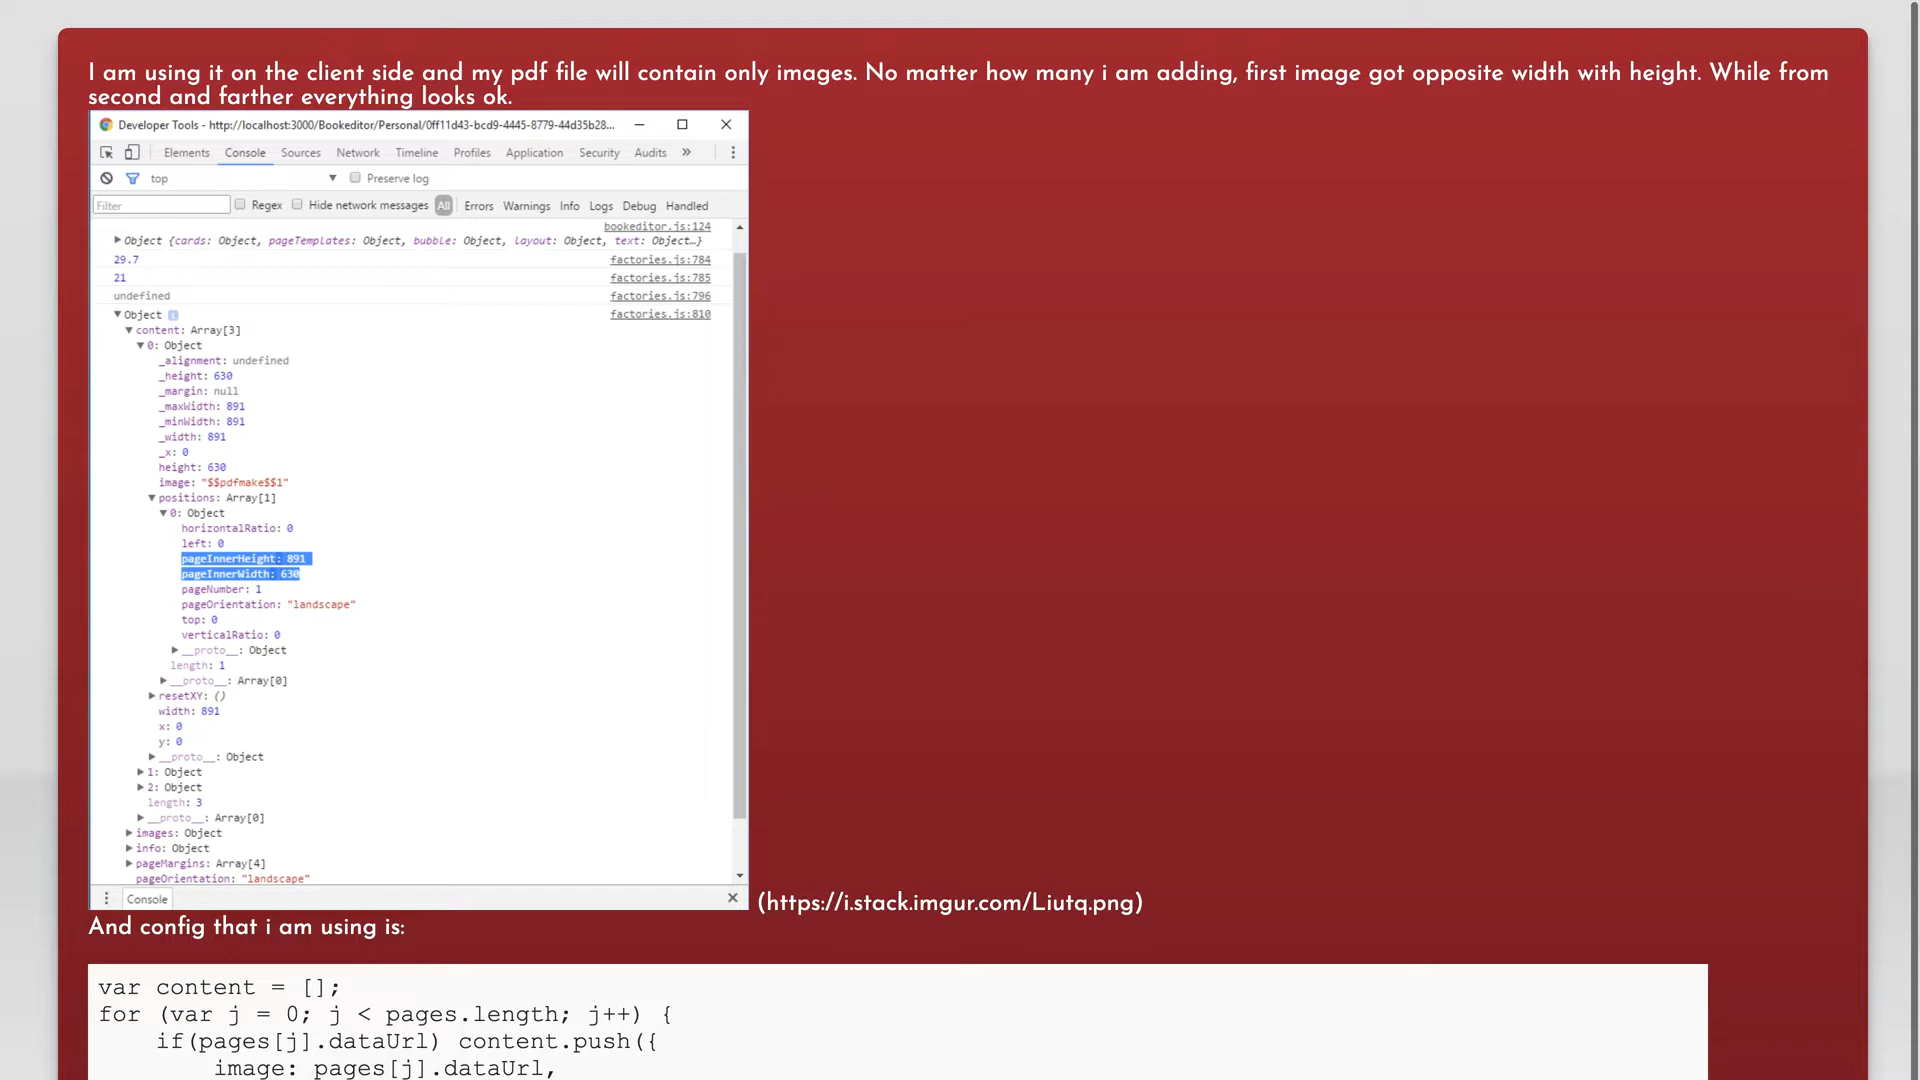 I am using it on the client side and my pdf file will contain only images. No matter how many i am adding, first image got opposite width with height. While from
second and farther everything looks ok.
Developer Tools - http://localhost:3000/Bookeditor/Personal/0ff11d43-bcd9-4445-8779-44d35b28...
Elements Console Sources Network Timeline Profiles Application Security Audits »
top ▼ Preserve log
Filter Regex Hide network messages All Errors Warnings Info Logs Debug Handled
bookeditor.js:124
Object {cards: Object, pageTemplates: Object, bubble: Object, layout: Object, text: Object…}
29.7 factories.js:784
21 factories.js:785
undefined factories.js:796
Object i factories.js:810
content: Array[3]
0: Object
_alignment: undefined
_height: 630
_margin: null
_maxWidth: 891
_minWidth: 891
_width: 891
_x: 0
height: 630
image: "$$pdfmake$$1"
positions: Array[1]
0: Object
horizontalRatio: 0
left: 0
pageInnerHeight: 891
pageInnerWidth: 630
pageNumber: 1
pageOrientation: "landscape"
top: 0
verticalRatio: 0
__proto__: Object
length: 1
__proto__: Array[0]
resetXY: ()
width: 891
x: 0
y: 0
__proto__: Object
1: Object
2: Object
length: 3
__proto__: Array[0]
images: Object
info: Object
pageMargins: Array[4]
pageOrientation: "landscape"
Console
(https://i.stack.imgur.com/Liutq.png)
And config that i am using is:
var content = [];
for (var j = 0; j < pages.length; j++) {
if(pages[j].dataUrl) content.push({
image: pages[j].dataUrl,